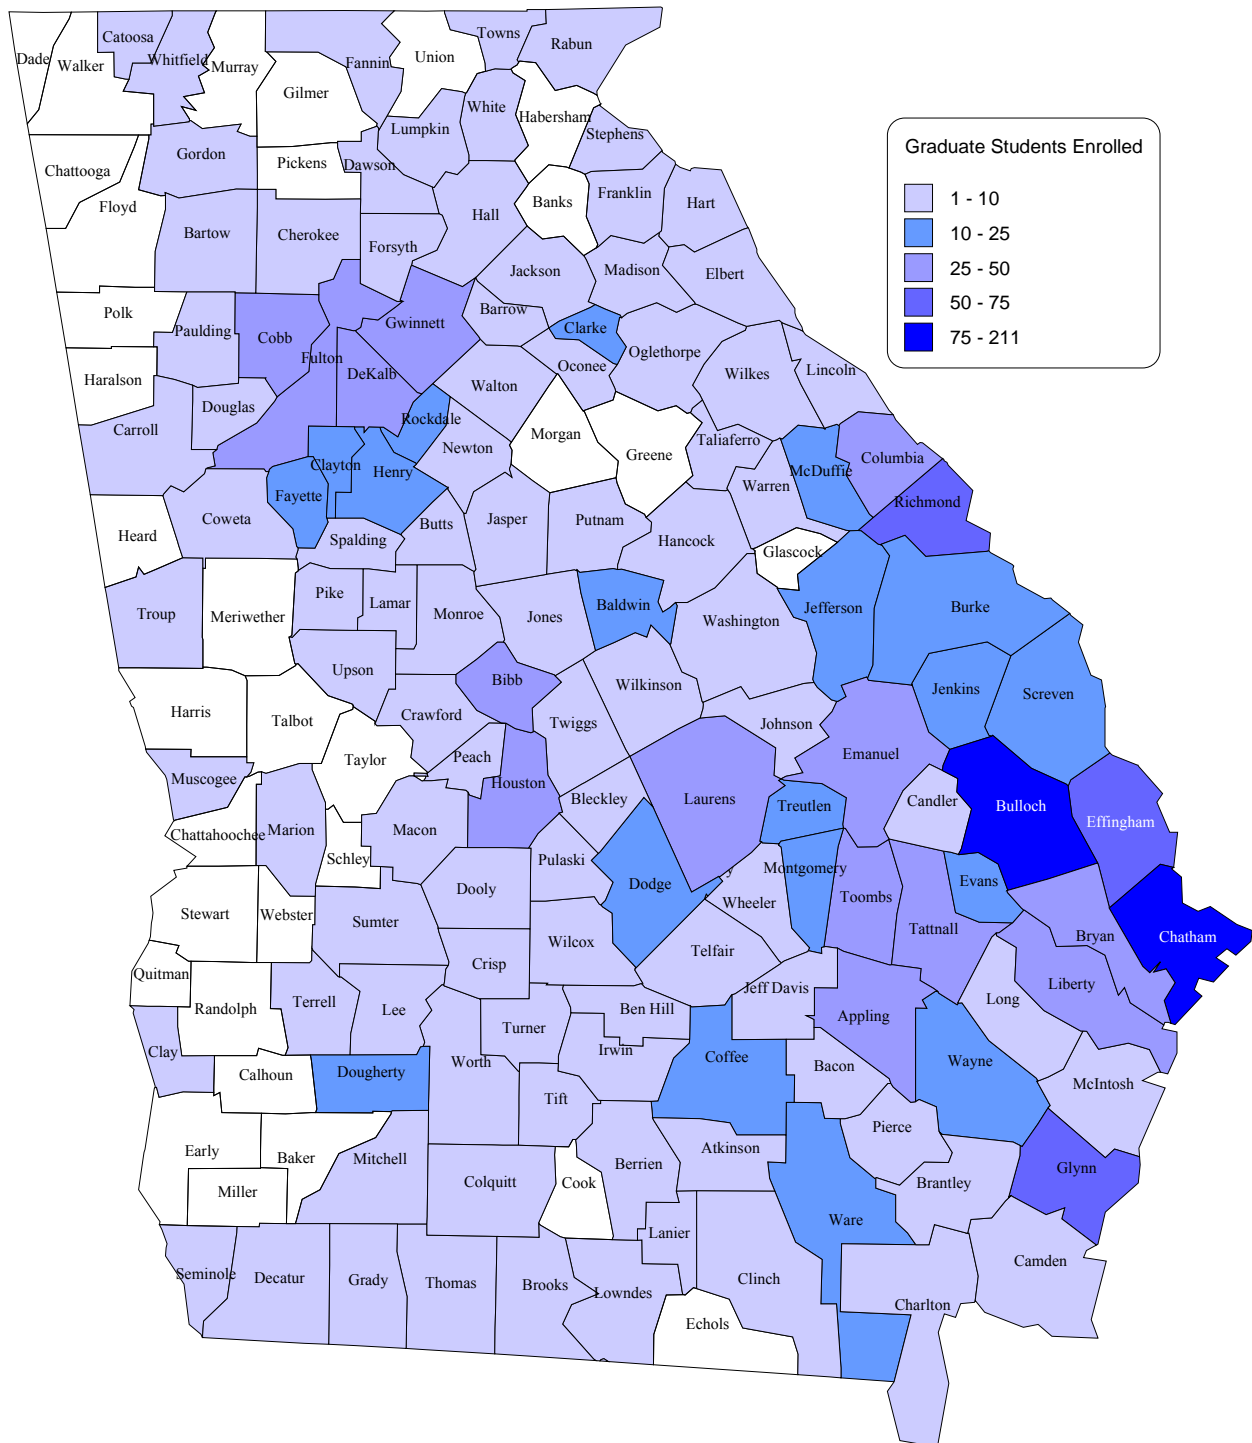 Towns
Rabun
Catoosa
Dade
Walker
Whitfield
Murray
Fannin
Union
Gilmer
White
Habersham
Lumpkin
Stephens
Graduate Students Enrolled
1 - 10
10 - 25
25 - 50
50 - 75
75 - 211
Chattooga
Gordon
Pickens
Dawson
Floyd
Hall
Banks
Franklin
Hart
Bartow
Cherokee
Forsyth
Jackson
Madison
Elbert
Polk
Paulding
Cobb
Gwinnett
Barrow
Clarke
Fulton
DeKalb
Oconee
Oglethorpe
Wilkes
Lincoln
Haralson
Douglas
Walton
Carroll
Rockdale
Newton
Morgan
Greene
Taliaferro
McDuffie
Columbia
Clayton
Henry
Fayette
Warren
Richmond
Coweta
Butts
Jasper
Putnam
Hancock
Heard
Spalding
Glascock
Troup
Meriwether
Pike
Lamar
Monroe
Jones
Baldwin
Washington
Jefferson
Burke
Upson
Bibb
Wilkinson
Jenkins
Screven
Harris
Talbot
Crawford
Twiggs
Johnson
Taylor
Peach
Emanuel
Muscogee
Houston
Bleckley
Laurens
Treutlen
Candler
Bulloch
Effingham
Chattahoochee
Marion
Macon
Schley
Pulaski
Dooly
Dodge
y
Montgomery
Wheeler
Toombs
Evans
Stewart
Webster
Sumter
Wilcox
Telfair
Tattnall
Bryan
Chatham
Quitman
Crisp
Jeff Davis
Liberty
Randolph
Terrell
Lee
Turner
Ben Hill
Appling
Long
Clay
Calhoun
Dougherty
Worth
Irwin
Coffee
Bacon
Wayne
McIntosh
Tift
Early
Baker
Mitchell
Miller
Colquitt
Cook
Berrien
Atkinson
Pierce
Brantley
Glynn
Lanier
Ware
Seminole
Decatur
Grady
Thomas
Brooks
Lowndes
Clinch
Camden
Echols
Charlton